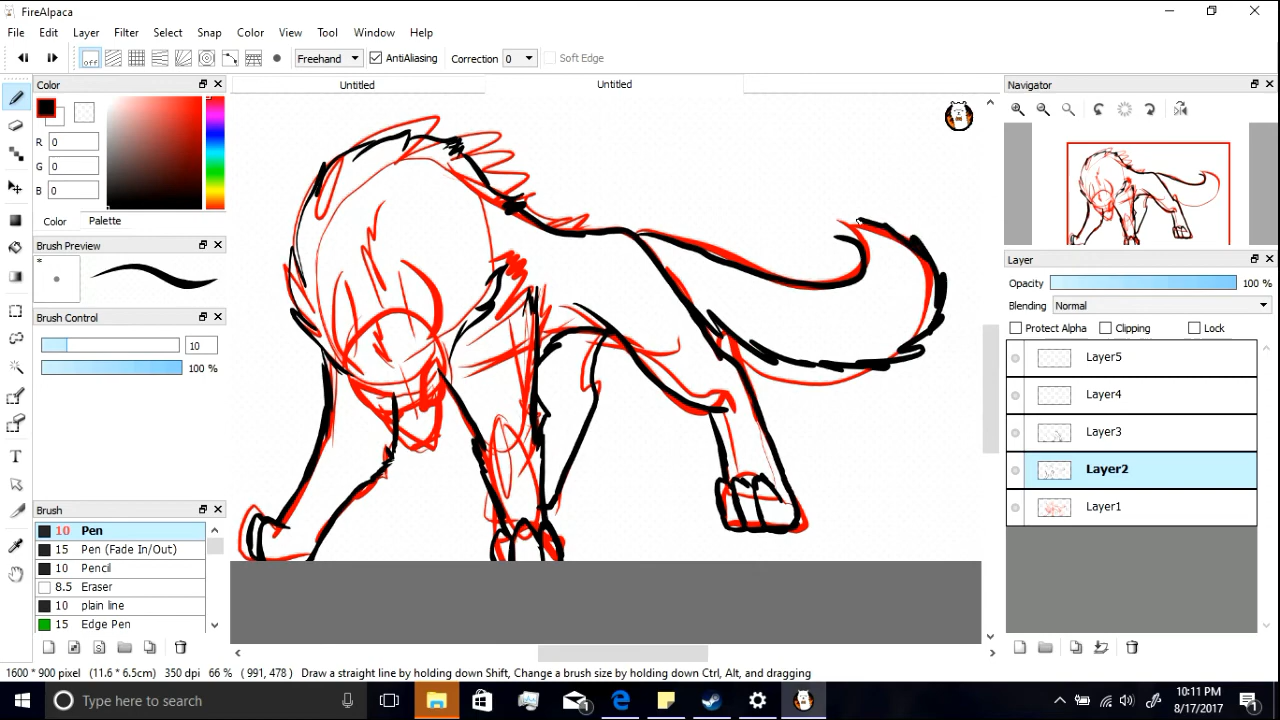 FireAlpaca
File Edit Layer Filter Select Snap Color View Tool Window Help
off Freehand AntiAliasing Correction 0 Soft Edge
Color
Untitled
Untitled
Navigator
R 0
G 0
B 0
Color Palette
Brush Preview
*
Brush Control
10
100 %
Brush
10 Pen
15 Pen (Fade In/Out)
10 Pencil
8.5 Eraser
10 plain line
15 Edge Pen
Layer
Opacity 100 %
Blending Normal
Protect Alpha Clipping Lock
Layer5
Layer4
Layer3
Layer2
Layer1
1600 * 900 pixel (11.6 * 6.5cm) 350 dpi 66 % ( 991, 478 ) Draw a straight line by holding down Shift, Change a brush size by holding down Ctrl, Alt, and dragging
Type here to search
1
10:11 PM
8/17/2017
1